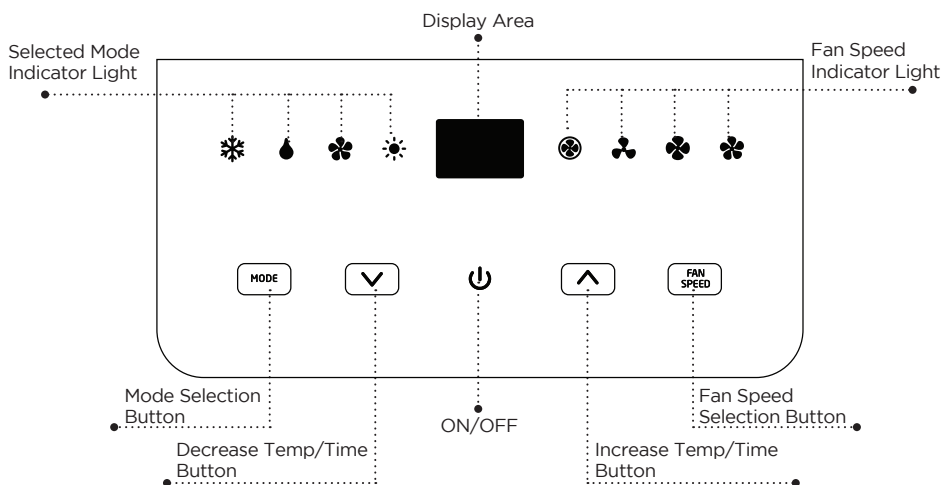 Display Area
Selected Mode
Indicator Light
Fan Speed
Indicator Light
MODE
FAN
SPEED
Mode Selection
Button
ON/OFF
Fan Speed
Selection Button
Decrease Temp/Time
Button
Increase Temp/Time
Button